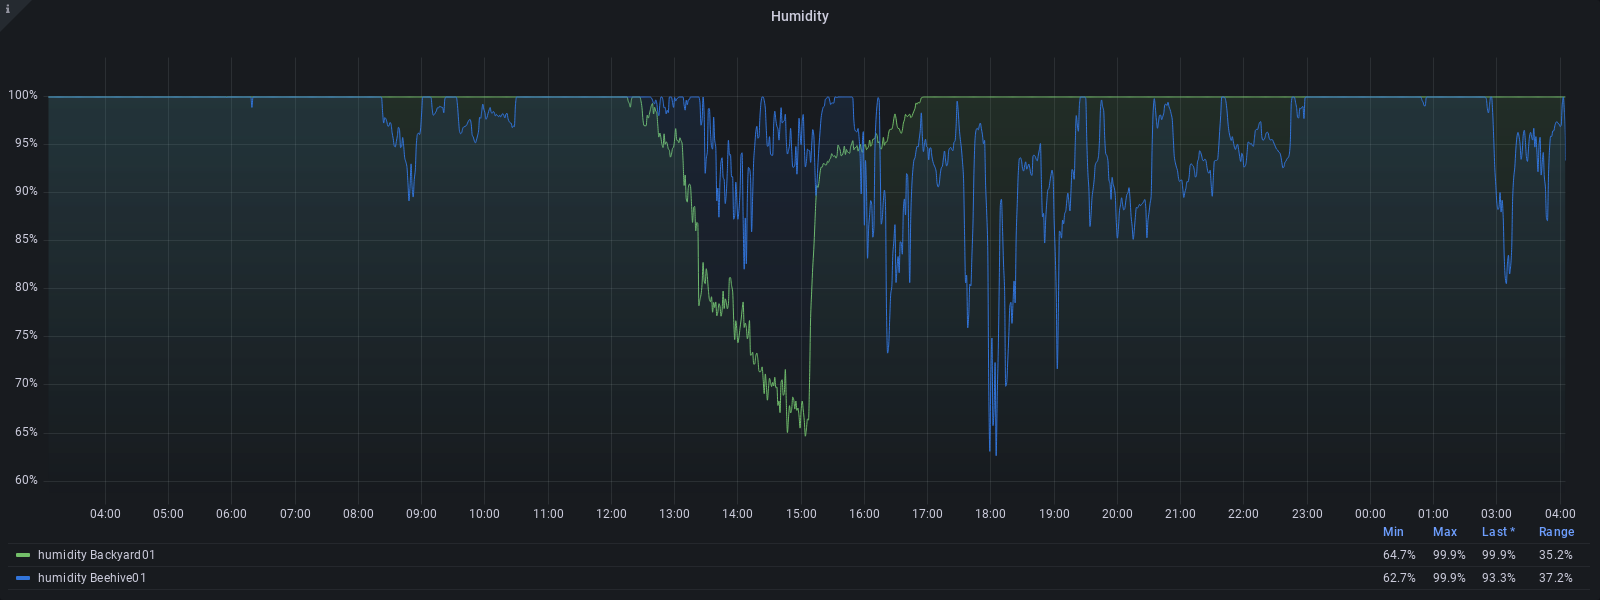 i
Humidity
100%
95%
90%
85%
80%
75%
70%
65%
60%
04:00 05:00 06:00 07:00 08:00 09:00 10:00 11:00 12:00 13:00 14:00 15:00 16:00 17:00 18:00 19:00 20:00 21:00 22:00 23:00 00:00 01:00 03:00 04:00
Min Max Last * Range
humidity Backyard01 64.7% 99.9% 99.9% 35.2%
humidity Beehive01 62.7% 99.9% 93.3% 37.2%